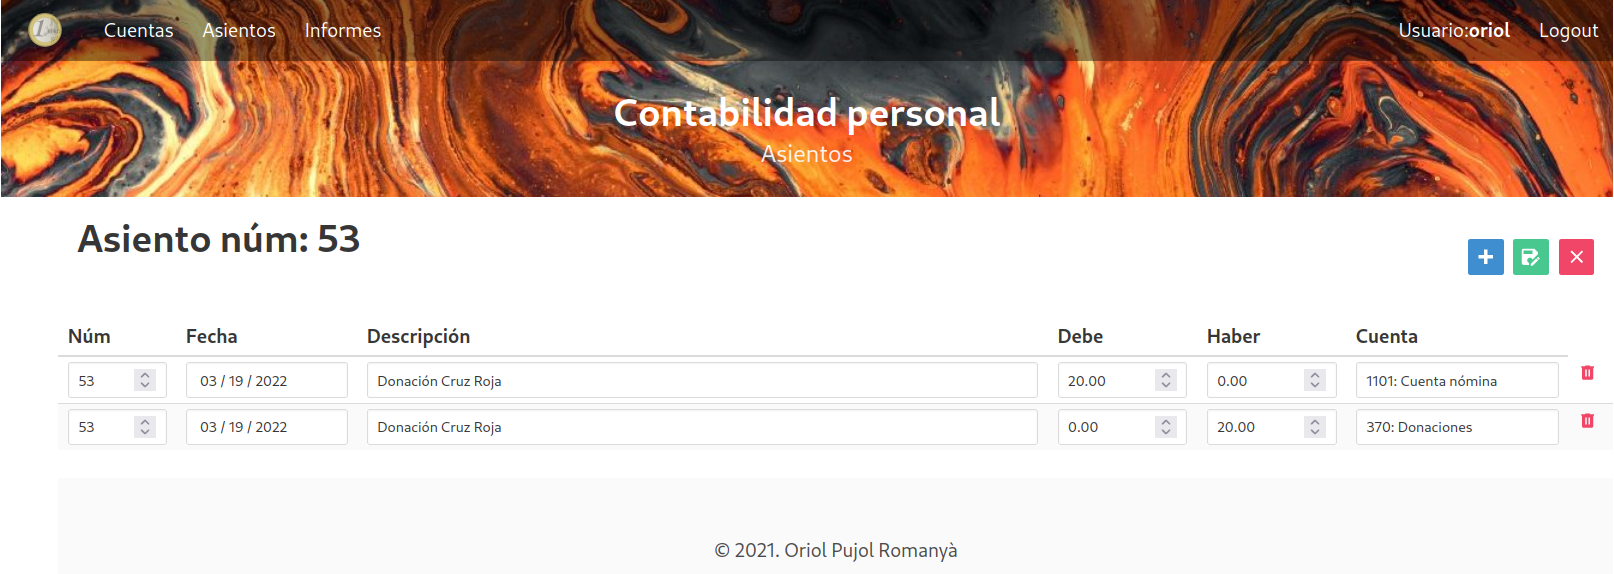 Cuentas Asientos Informes Usuario:oriol Logout
Contabilidad personal
Asientos
Asiento núm: 53
Núm Fecha Descripción Debe Haber Cuenta
53 03 / 19 / 2022 Donación Cruz Roja 20.00 0.00 1101: Cuenta nómina
53 03 / 19 / 2022 Donación Cruz Roja 0.00 20.00 370: Donaciones
© 2021. Oriol Pujol Romanyà